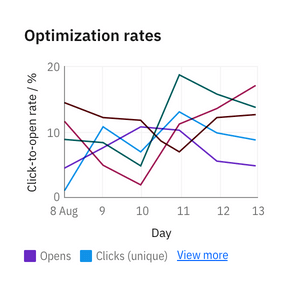 Optimization rates
Click-to-open rate / %
20
10
0
8 Aug 9 10 11 12 13
Day
Opens Clicks (unique) View more